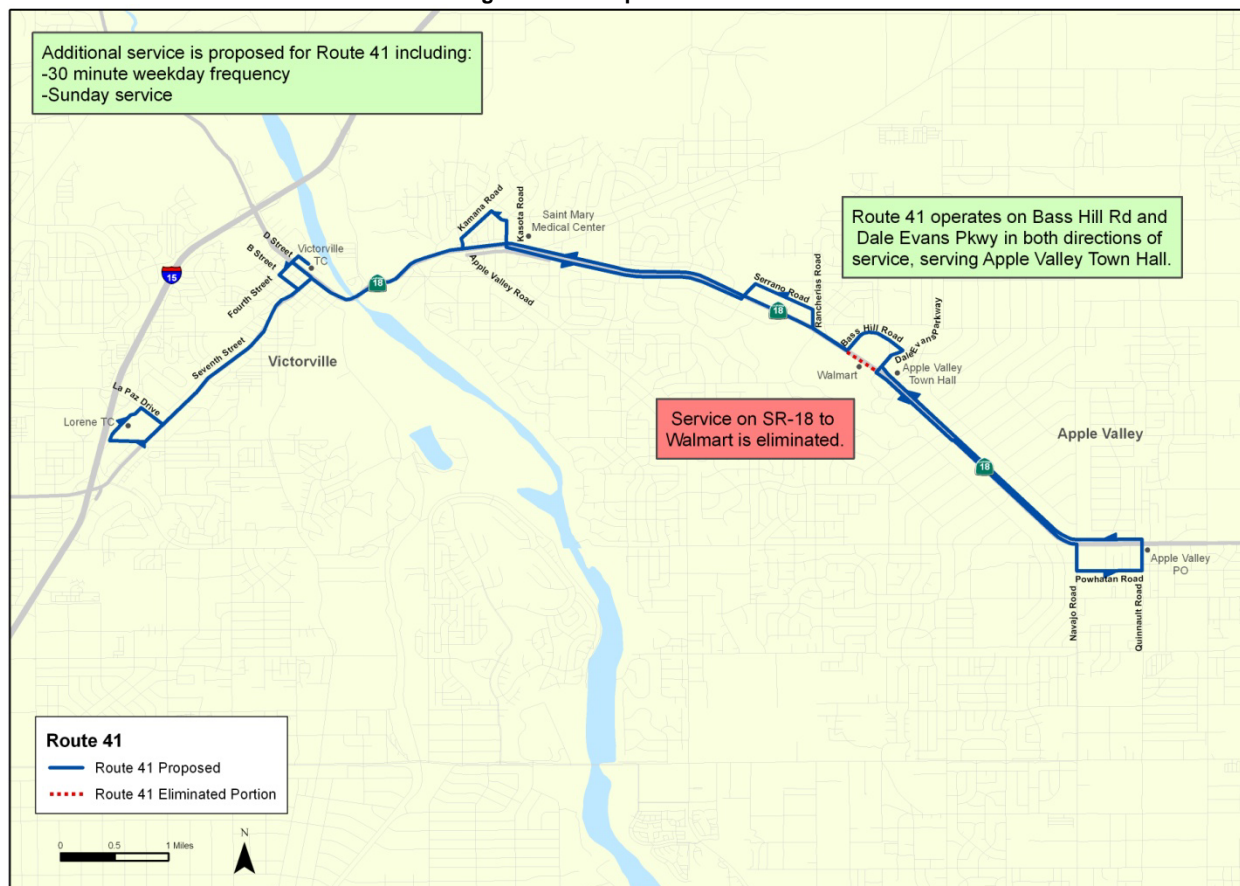 Additional service is proposed for Route 41 including:
-30 minute weekday frequency
-Sunday service
Kamana Road
Kasota Road
Saint Mary
Medical Center
Route 41 operates on Bass Hill Rd and
Dale Evans Pkwy in both directions of
service, serving Apple Valley Town Hall.
D Street
B Street
Victorville
TC
Fourth Street
15
18
Apple Valley Road
Serrano Road
Rancherias Road
18
Bass Hill Road
Dale Evans Parkway
Seventh Street
Victorville
Walmart
Apple Valley
Town Hall
La Paz Drive
Lorene TC
Service on SR-18 to
Walmart is eliminated.
Apple Valley
18
Apple Valley
PO
Powhatan Road
Navajo Road
Quinnault Road
Route 41
Route 41 Proposed
Route 41 Eliminated Portion
0 0.5 1 Miles
N